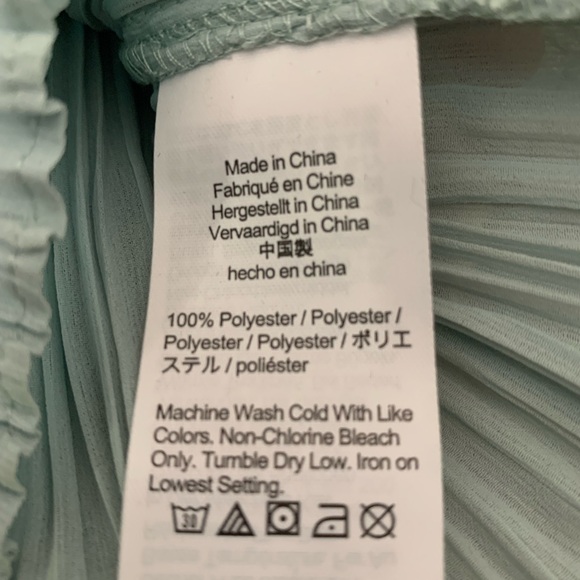 Made in China
Fabriqué en Chine
Hergestellt in China
Vervaardigd in China
中国製
hecho en china
100% Polyester / Polyester /
Polyester / Polyester / ポリエ
ステル / poliéster
Machine Wash Cold With Like
Colors. Non-Chlorine Bleach
Only. Tumble Dry Low. Iron on
Lowest Setting.
30